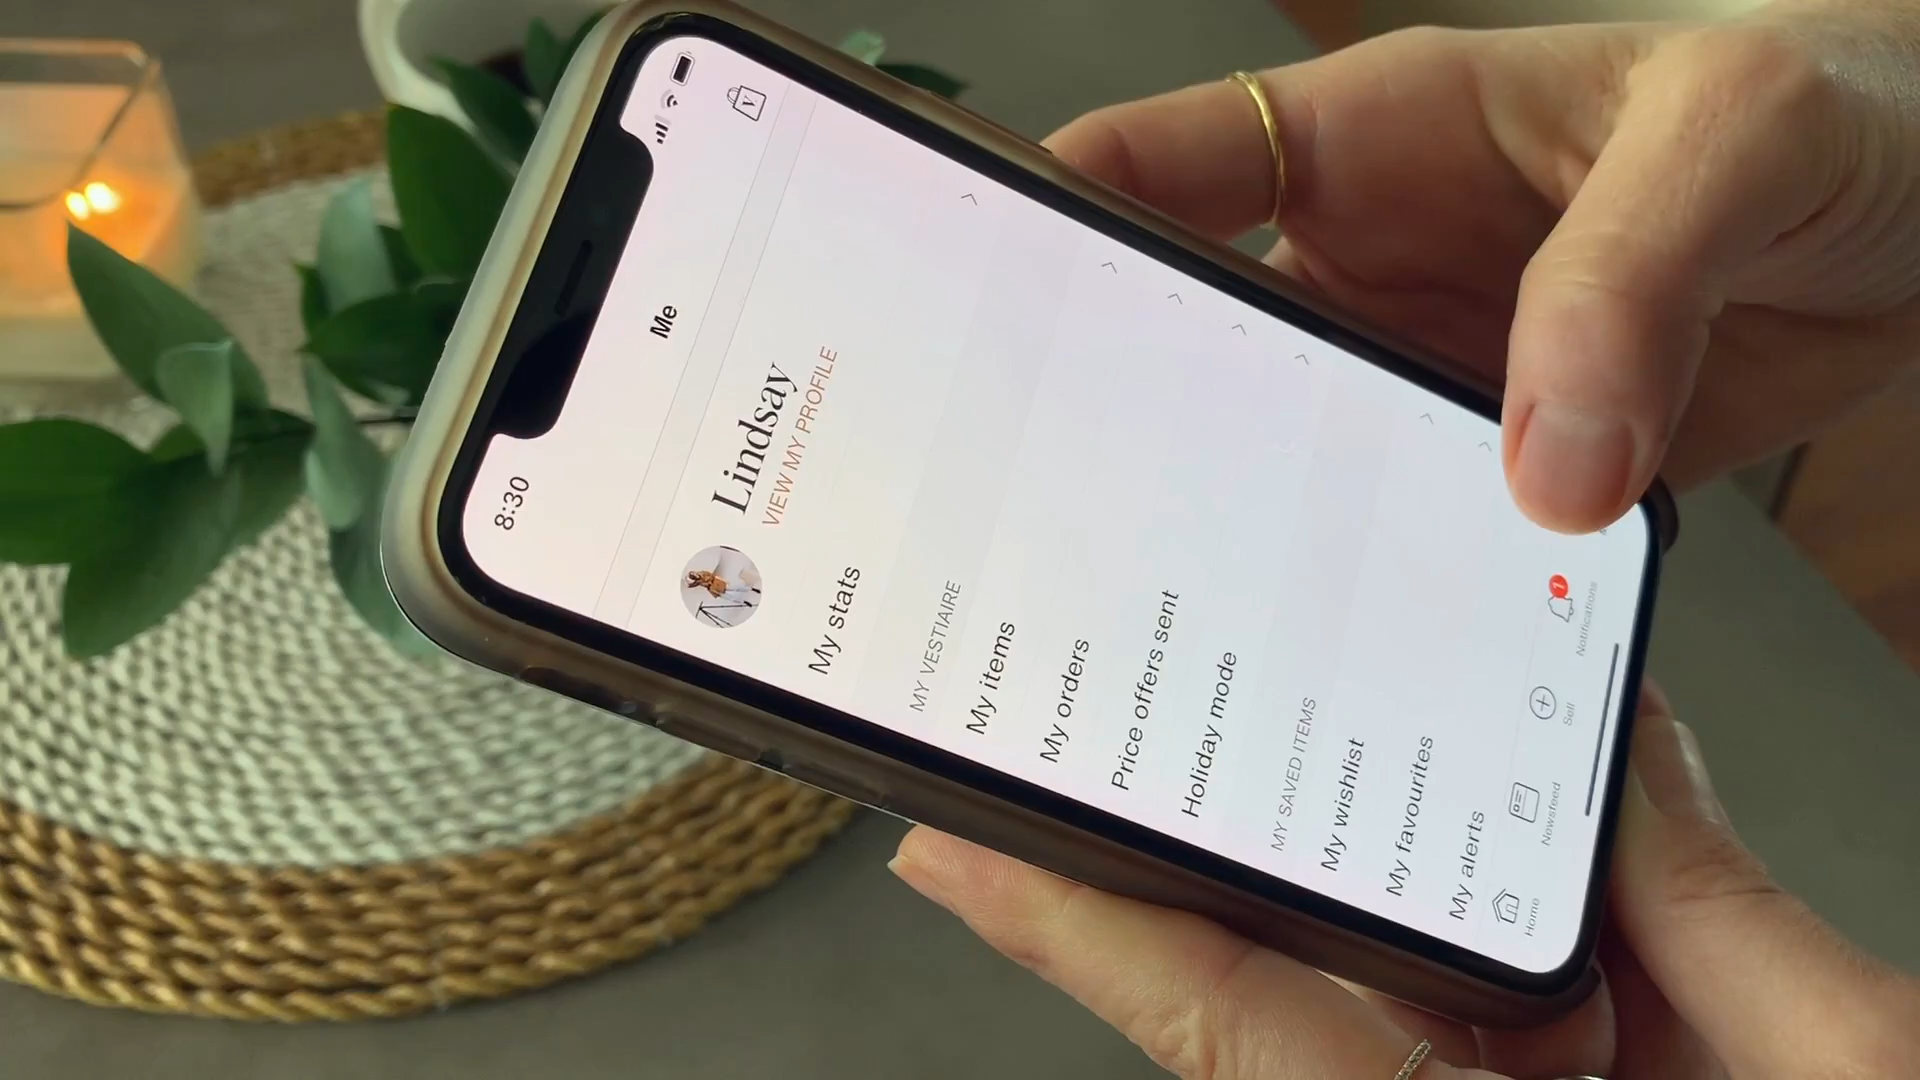 8:30
V
Me
Lindsay
VIEW MY PROFILE
My stats
MY VESTIAIRE
My items
My orders
Price offers sent
Holiday mode
MY SAVED ITEMS
My wishlist
My favourites
My alerts
Home
Newsfeed
Sell
1
Notifications